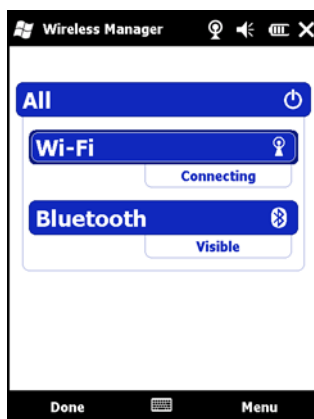 Wireless Manager
All
Wi-Fi
Connecting
Bluetooth
Visible
Done Menu